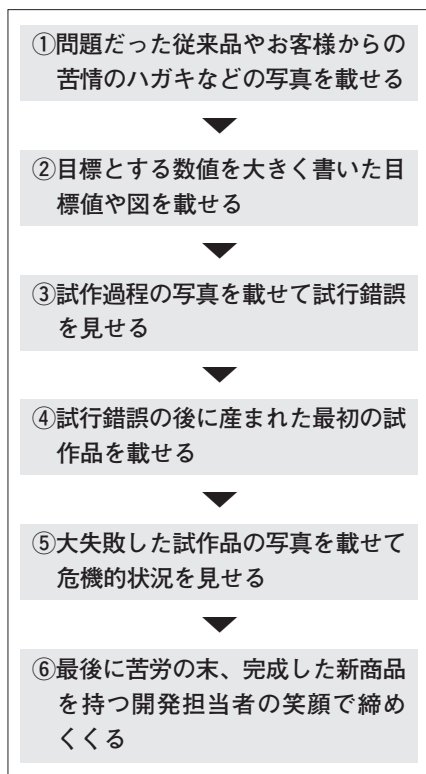 ①問題だった従来品やお客様からの
苦情のハガキなどの写真を載せる
②目標とする数値を大きく書いた目
標値や図を載せる
③試作過程の写真を載せて試行錯誤
を見せる
④試行錯誤の後に産まれた最初の試
作品を載せる
⑤大失敗した試作品の写真を載せて
危機的状況を見せる
⑥最後に苦労の末、完成した新商品
を持つ開発担当者の笑顔で締め
くくる